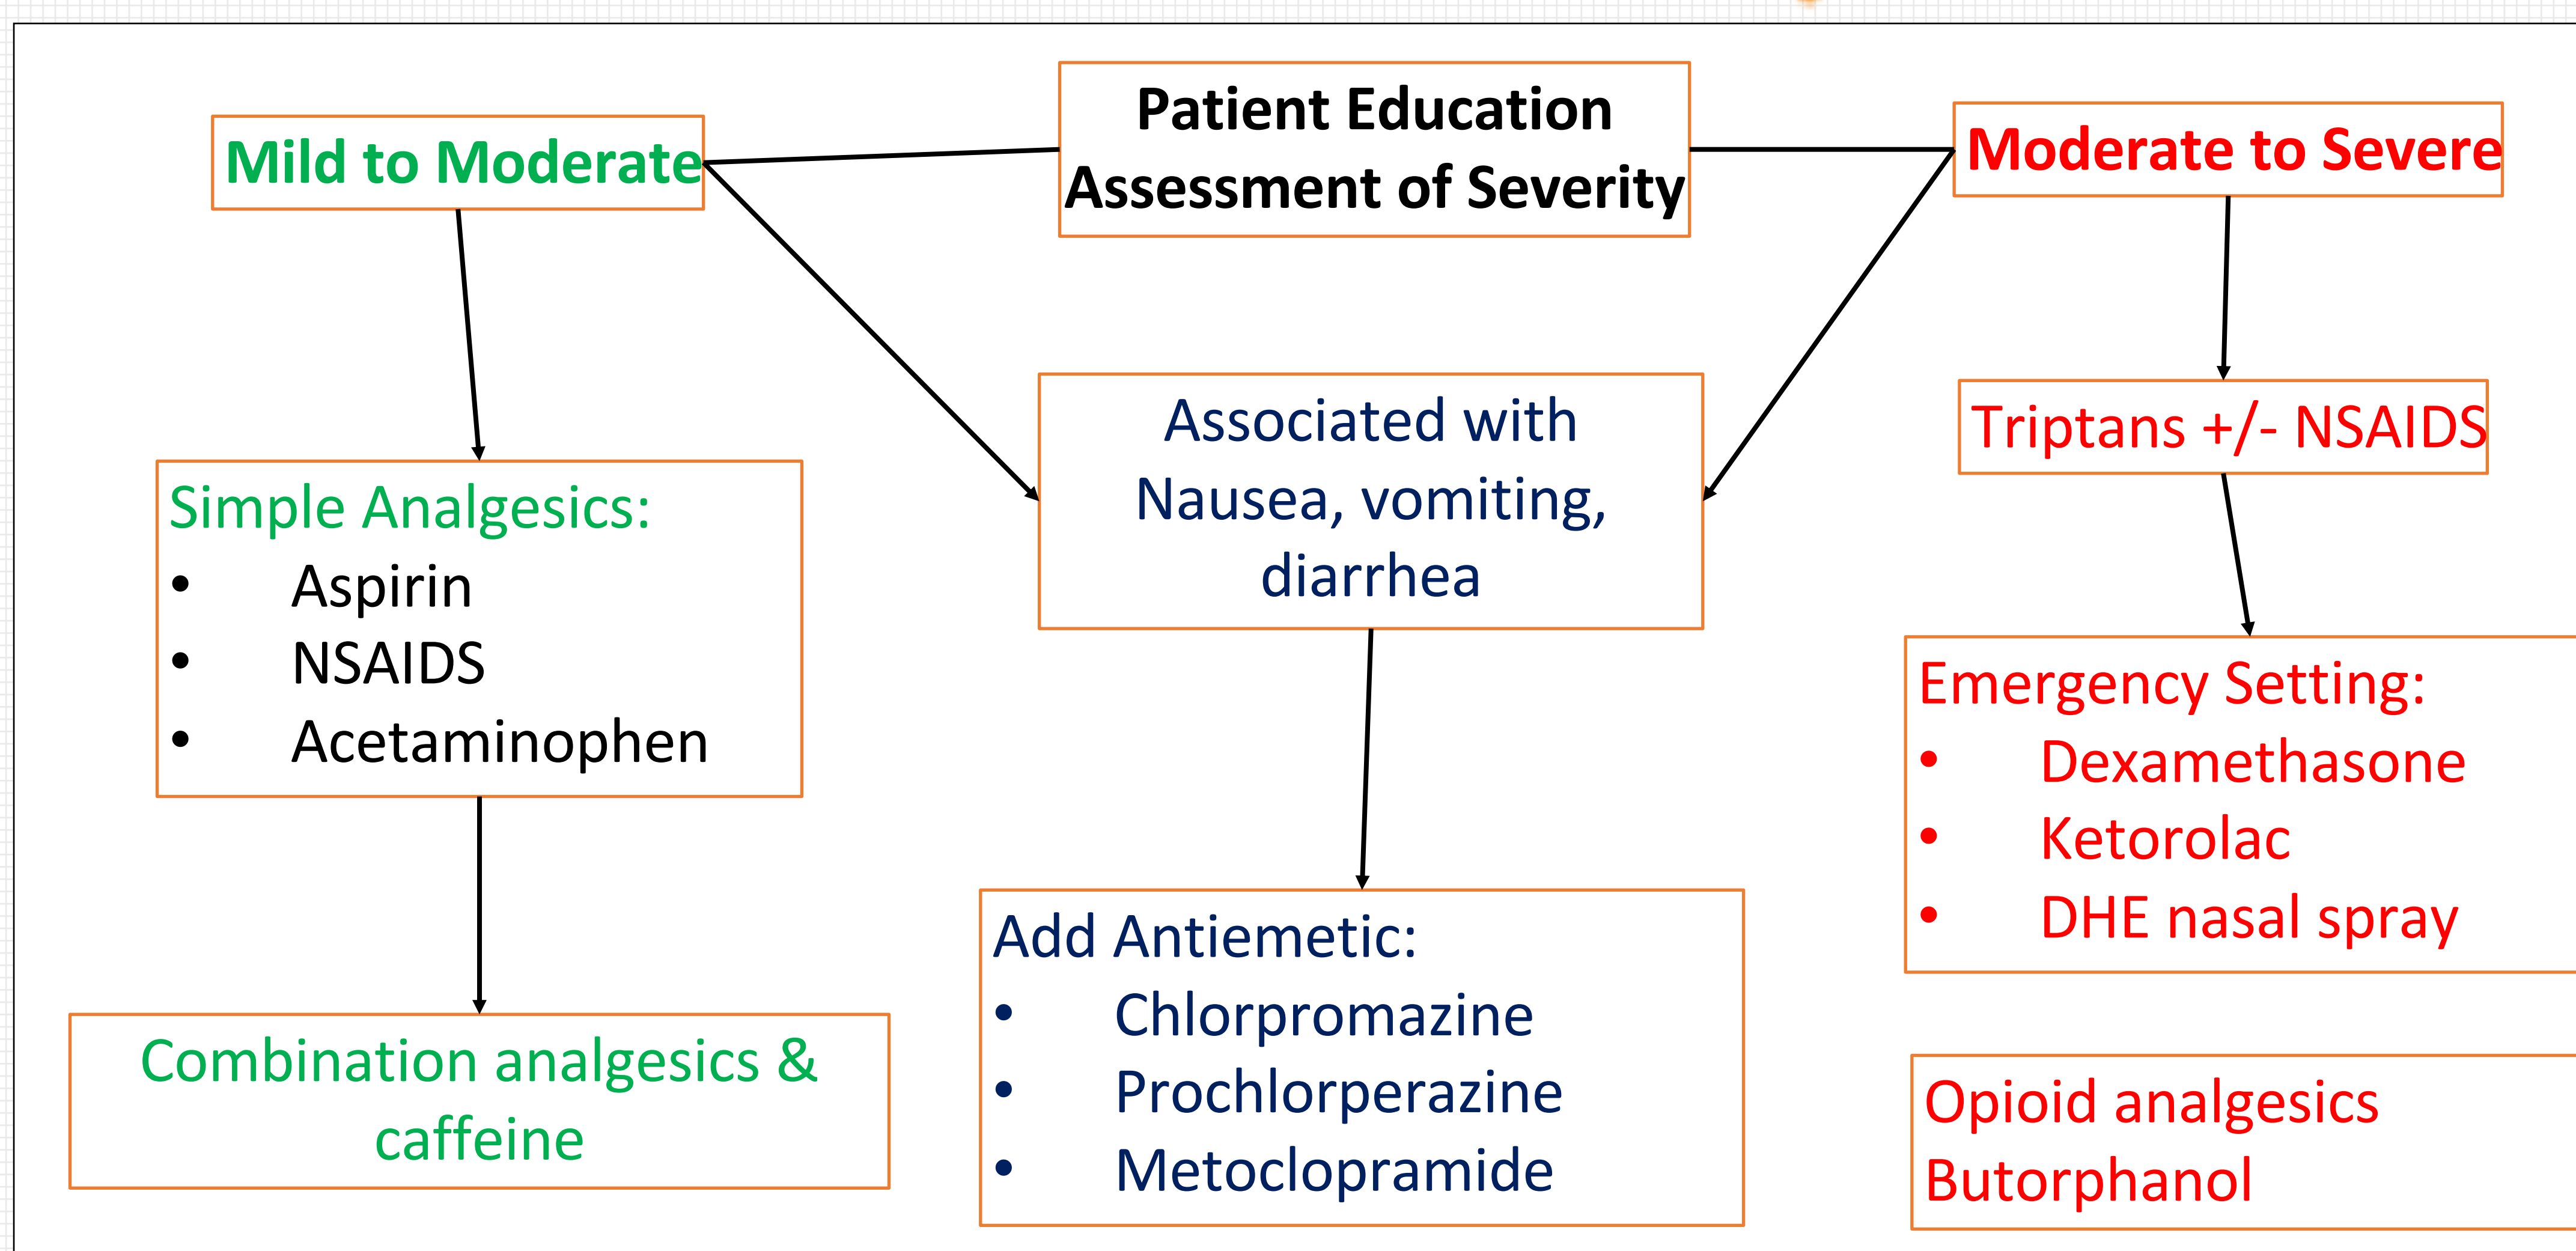 Patient Education
Assessment of Severity
Mild to Moderate
Moderate to Severe
Simple Analgesics:
• Aspirin
• NSAIDS
• Acetaminophen
Combination analgesics &
caffeine
Associated with
Nausea, vomiting,
diarrhea
Add Antiemetic:
• Chlorpromazine
• Prochlorperazine
• Metoclopramide
Triptans +/- NSAIDS
Emergency Setting:
• Dexamethasone
• Ketorolac
• DHE nasal spray
Opioid analgesics
Butorphanol